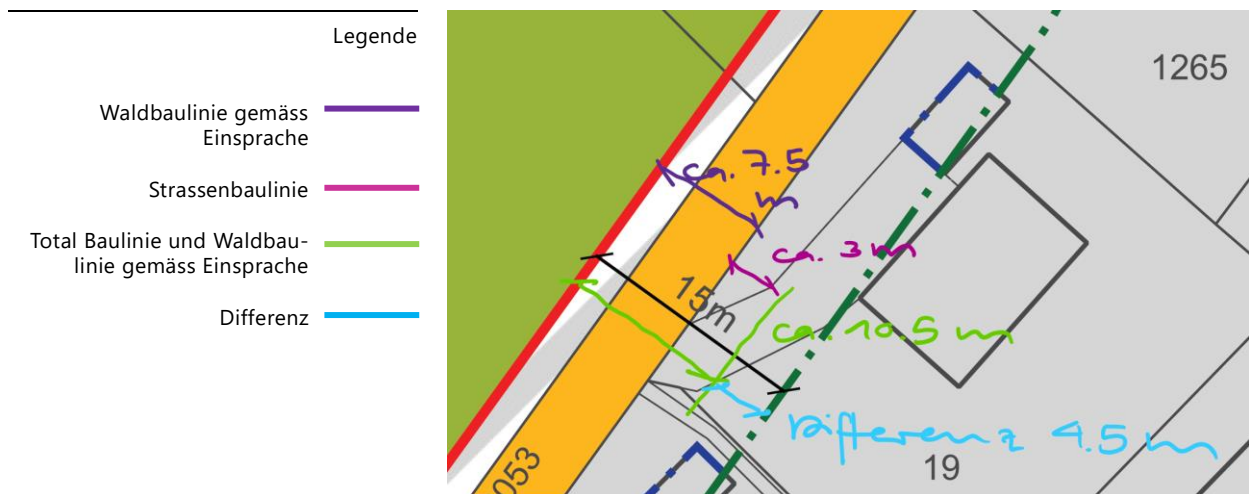 Legende
Waldbaulinie gemäss
Einsprache
Strassenbaulinie
Total Baulinie und Waldbau-
linie gemäss Einsprache
Differenz
1265
ca. 7.5
m
ca. 3 m
15m
ca. 10.5 m
Differenz 4.5 m
053
19